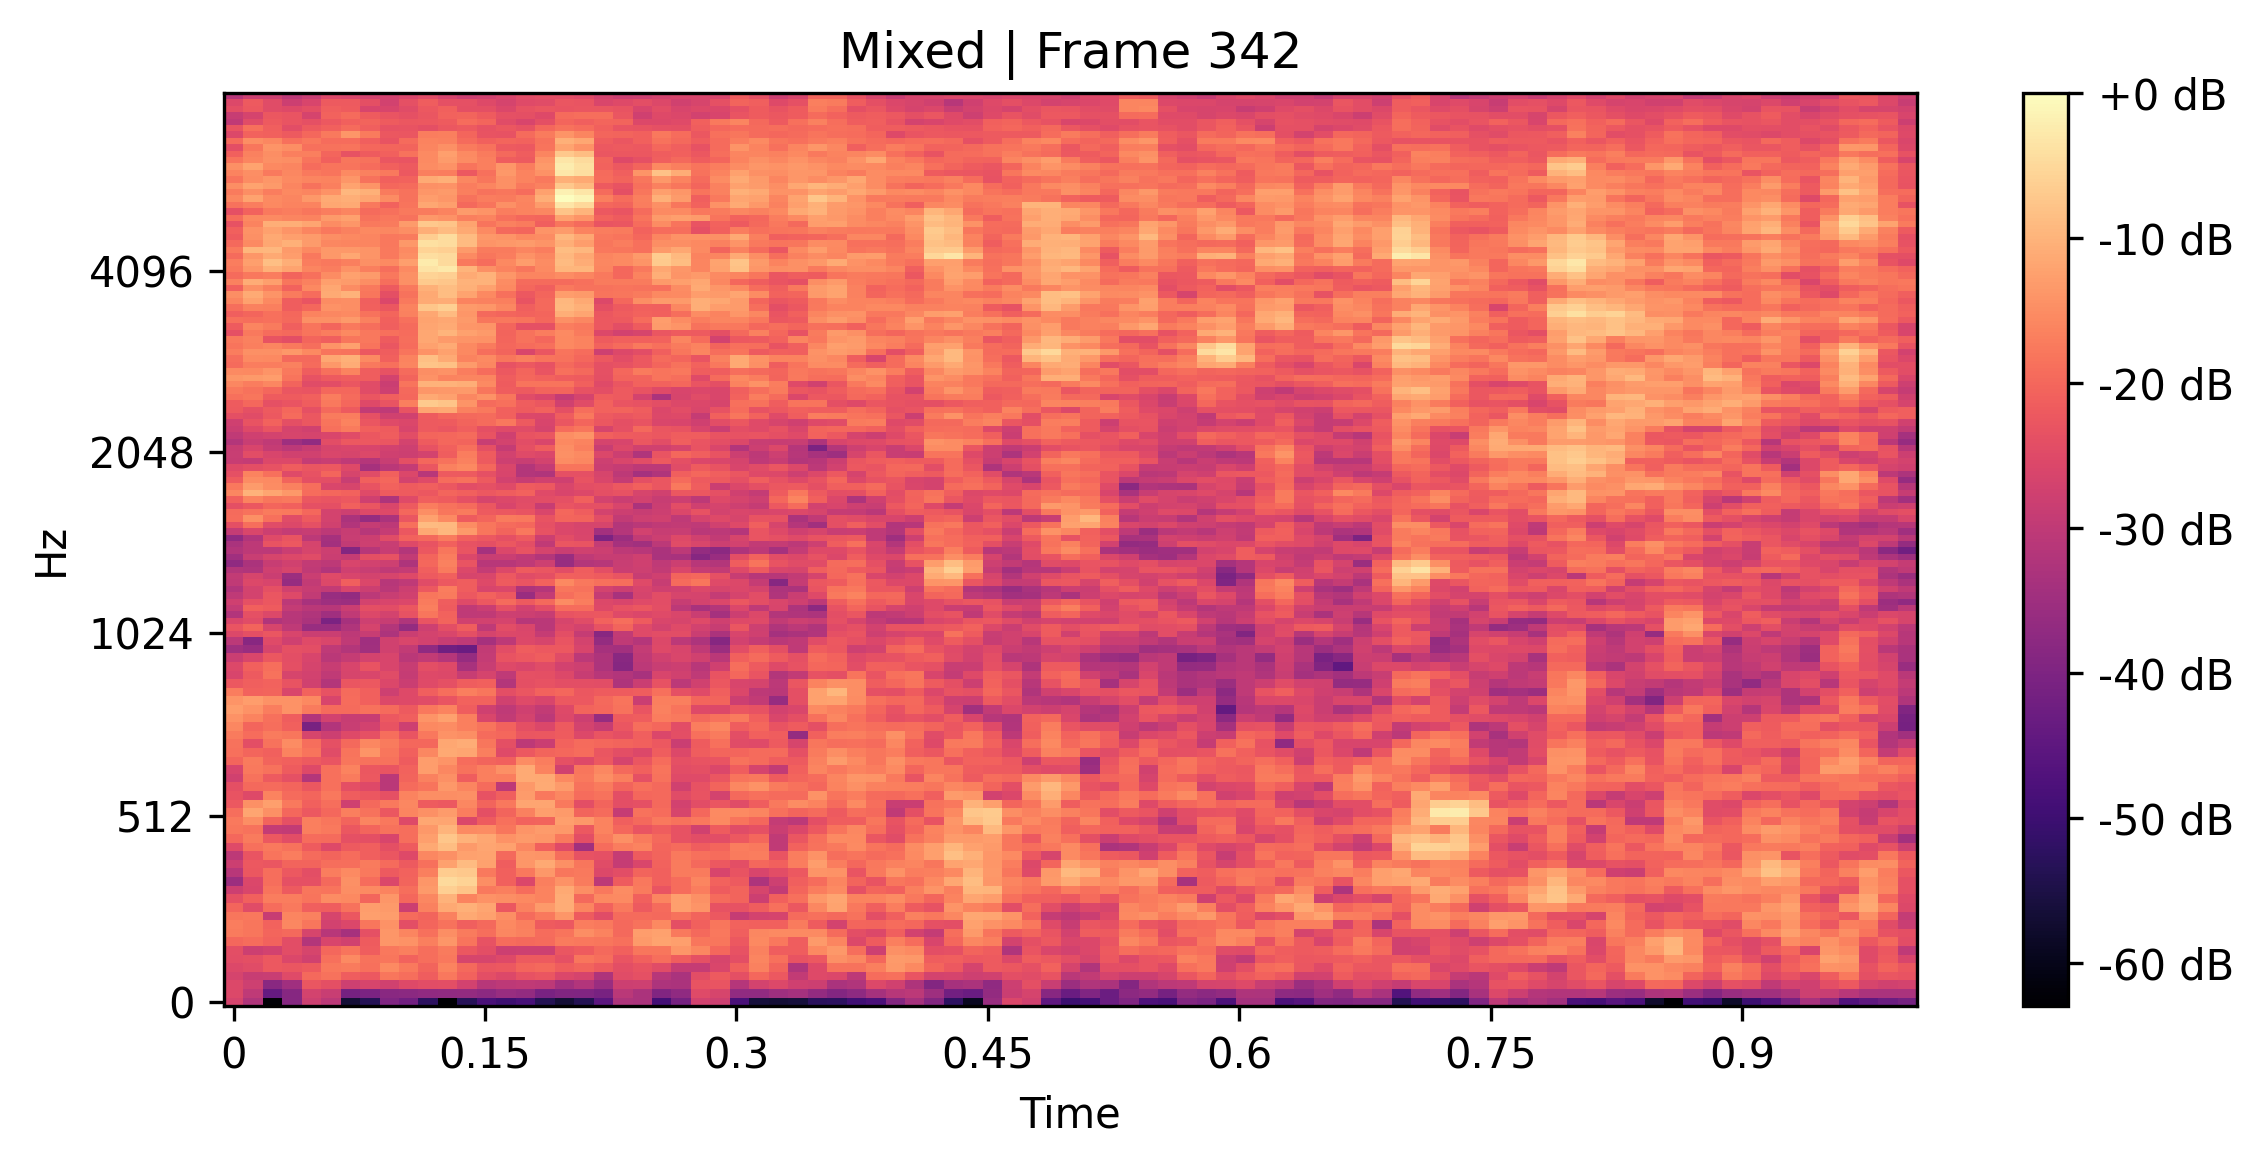 Mixed | Frame 342
+0 dB
-10 dB
-20 dB
-30 dB
-40 dB
-50 dB
-60 dB
Hz
4096
2048
1024
512
0
0 0.15 0.3 0.45 0.6 0.75 0.9
Time